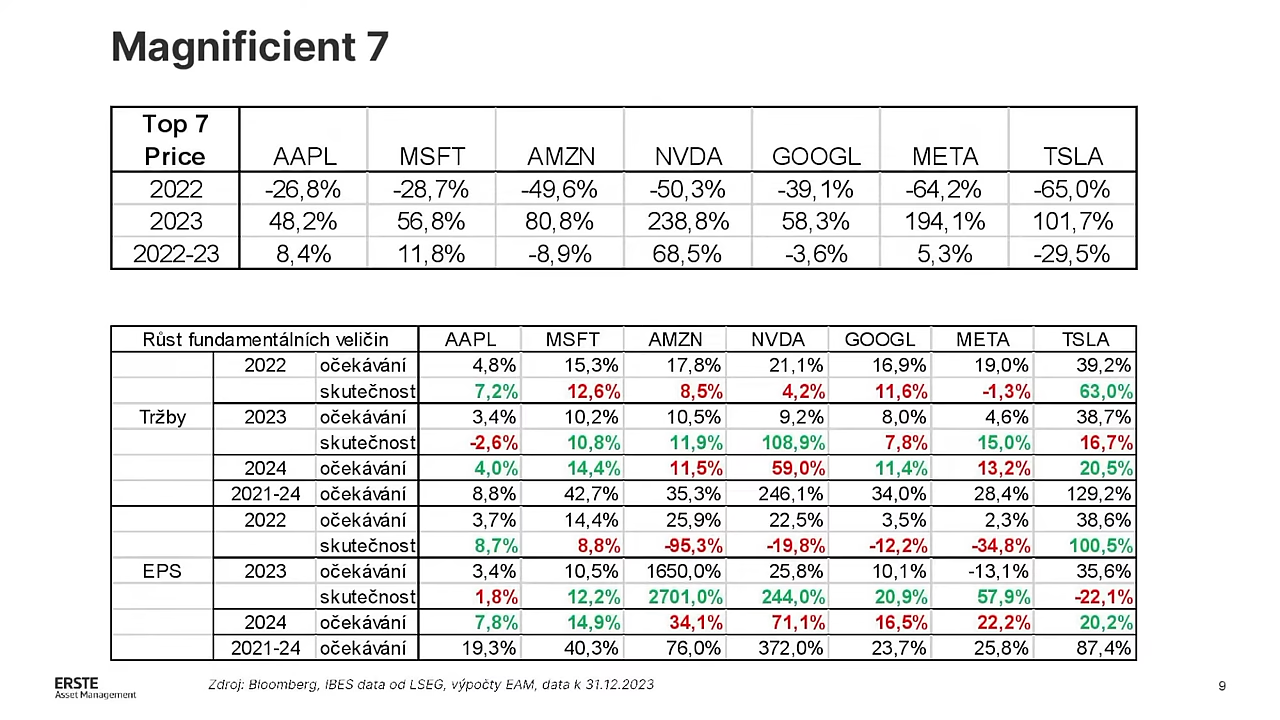 Magnificient 7
Top 7
Price AAPL MSFT AMZN NVDA GOOGL META TSLA
2022 -26,8% -28,7% -49,6% -50,3% -39,1% -64,2% -65,0%
2023 48,2% 56,8% 80,8% 238,8% 58,3% 194,1% 101,7%
2022-23 8,4% 11,8% -8,9% 68,5% -3,6% 5,3% -29,5%
Růst fundamentálních veličin AAPL MSFT AMZN NVDA GOOGL META TSLA
2022 očekávání 4,8% 15,3% 17,8% 21,1% 16,9% 19,0% 39,2%
skutečnost 7,2% 12,6% 8,5% 4,2% 11,6% -1,3% 63,0%
Tržby 2023 očekávání 3,4% 10,2% 10,5% 9,2% 8,0% 4,6% 38,7%
skutečnost -2,6% 10,8% 11,9% 108,9% 7,8% 15,0% 16,7%
2024 očekávání 4,0% 14,4% 11,5% 59,0% 11,4% 13,2% 20,5%
2021-24 očekávání 8,8% 42,7% 35,3% 246,1% 34,0% 28,4% 129,2%
2022 očekávání 3,7% 14,4% 25,9% 22,5% 3,5% 2,3% 38,6%
skutečnost 8,7% 8,8% -95,3% -19,8% -12,2% -34,8% 100,5%
EPS 2023 očekávání 3,4% 10,5% 1650,0% 25,8% 10,1% -13,1% 35,6%
skutečnost 1,8% 12,2% 2701,0% 244,0% 20,9% 57,9% -22,1%
2024 očekávání 7,8% 14,9% 34,1% 71,1% 16,5% 22,2% 20,2%
2021-24 očekávání 19,3% 40,3% 76,0% 372,0% 23,7% 25,8% 87,4%
ERSTE
Asset Management
Zdroj: Bloomberg, IBES data od LSEG, výpočty EAM, data k 31.12.2023
9